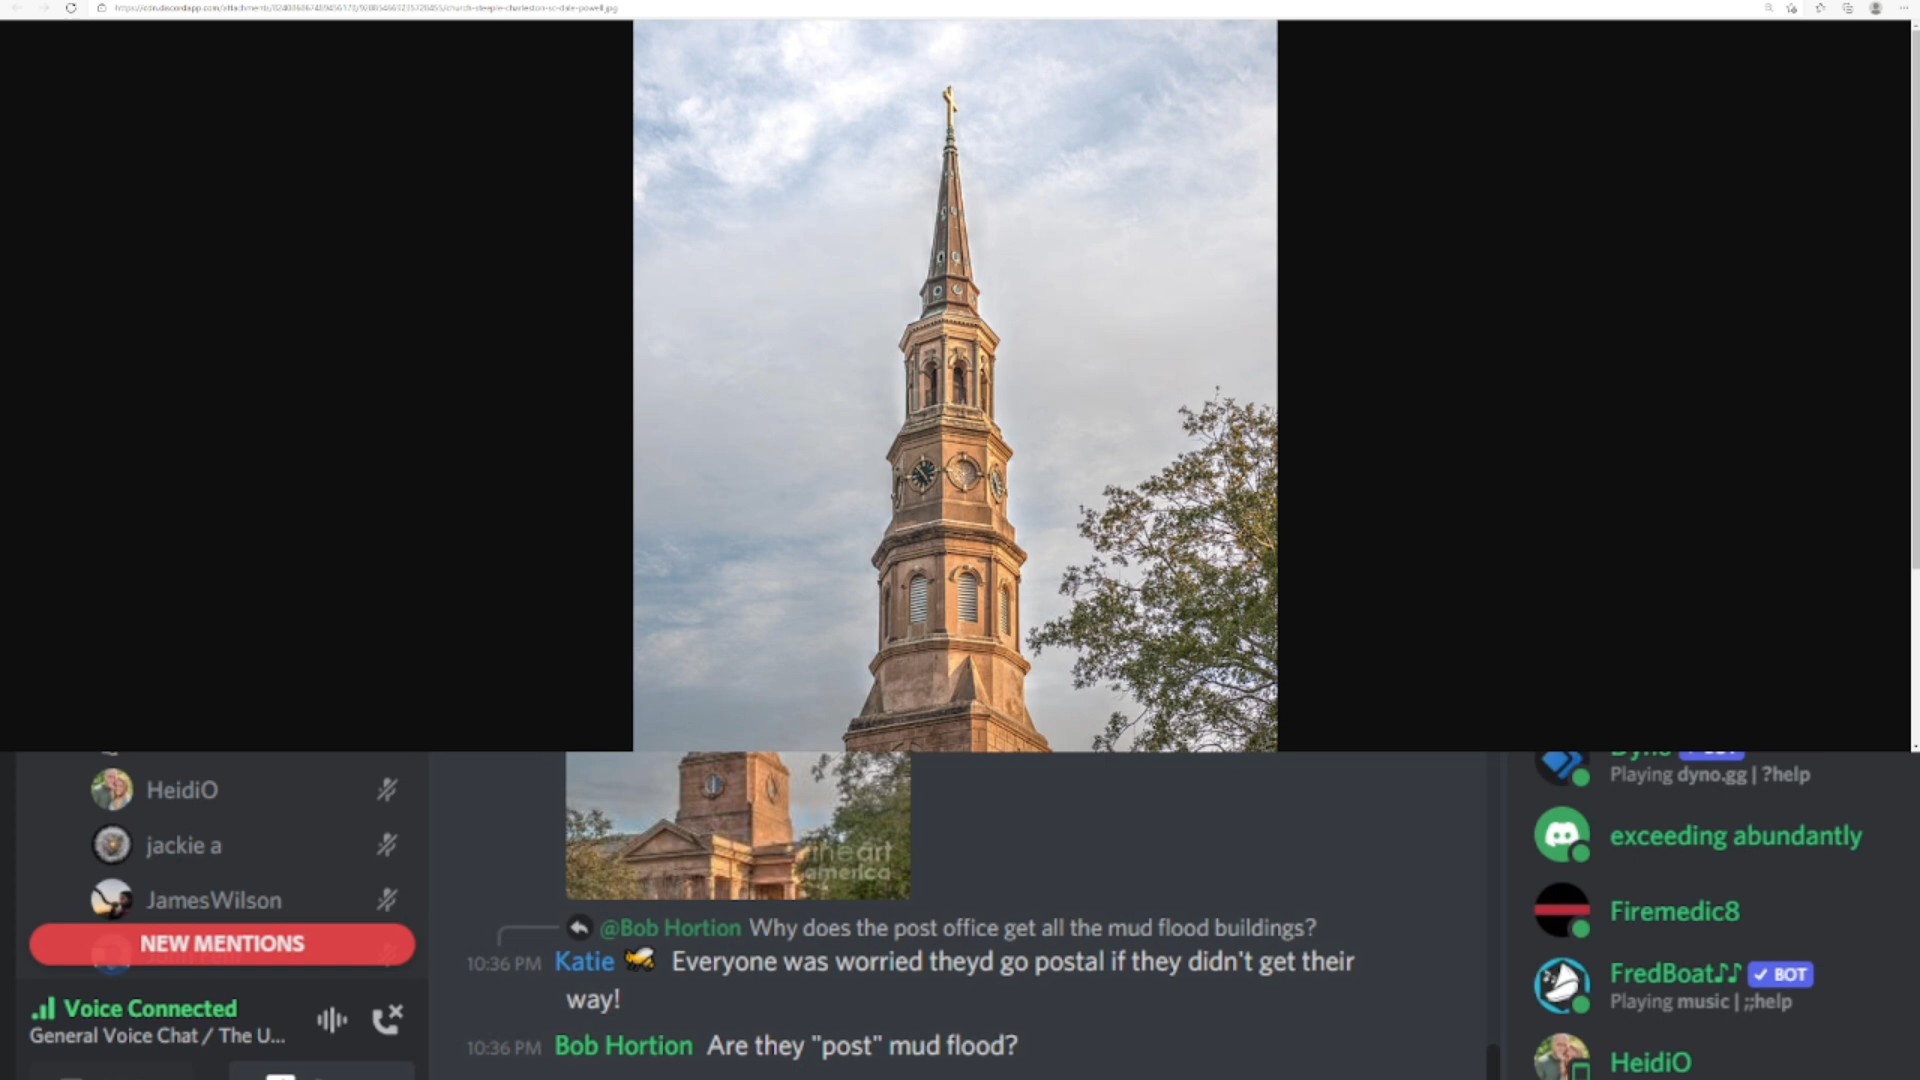 HeidiO
jackie a
JamesWilson
NEW MENTIONS
Voice Connected
General Voice Chat / The U...
fine art
america
@Bob Hortion Why does the post office get all the mud flood buildings?
10:36 PM Katie Everyone was worried theyd go postal if they didn't get their
way!
10:36 PM Bob Hortion Are they "post" mud flood?
Playing dyno.gg | ?help
exceeding abundantly
Firemedic8
FredBoat♪♪ ✓ BOT
Playing music | ;;help
HeidiO